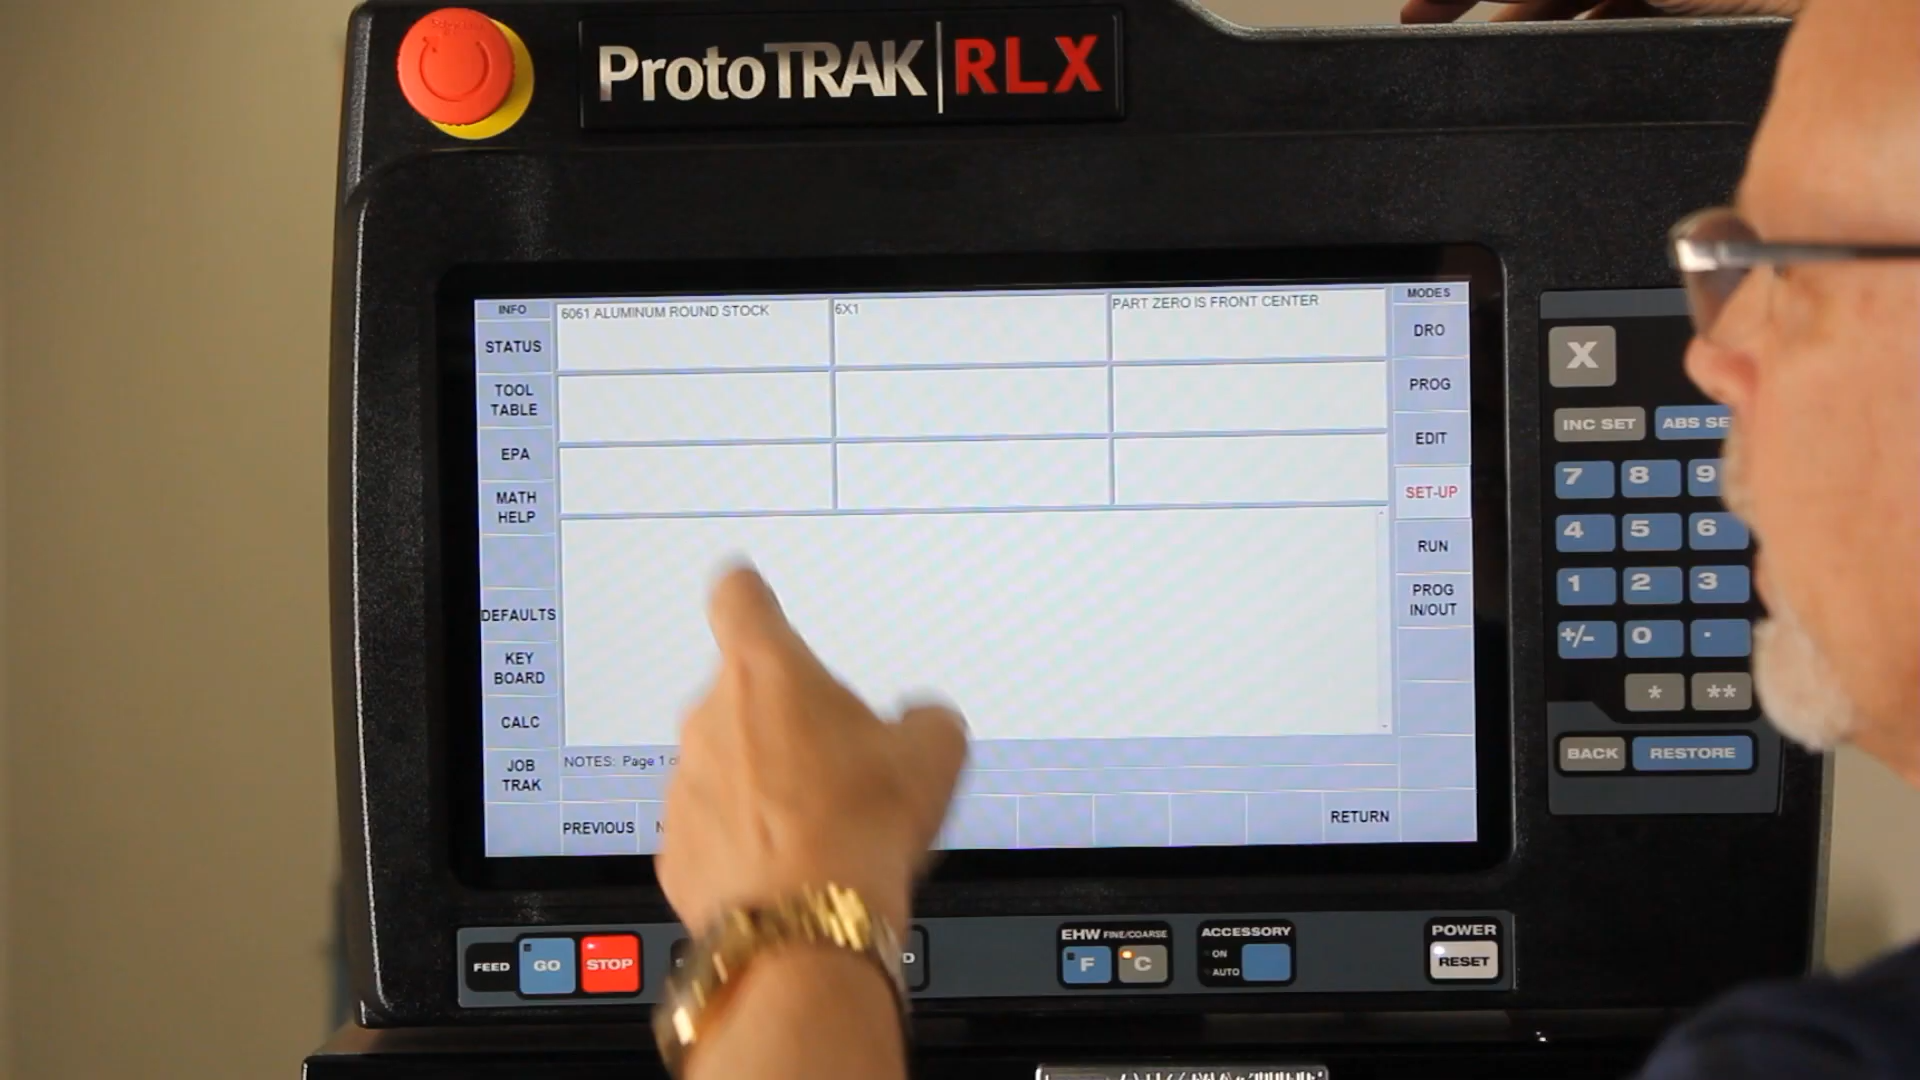 ProtoTRAK RLX
INFO
6061 ALUMINUM ROUND STOCK
6X1
PART ZERO IS FRONT CENTER
MODES
STATUS
TOOL
TABLE
EPA
MATH
HELP
DEFAULTS
KEY
BOARD
CALC
JOB
TRAK
DRO
PROG
EDIT
SET-UP
RUN
PROG
IN/OUT
NOTES: Page 1
PREVIOUS
RETURN
X
INC SET
ABS SE
7 8 9
4 5 6
1 2 3
+/- 0 .
* **
BACK RESTORE
FEED GO STOP
EHW FINE/COARSE
F C
ACCESSORY
ON
AUTO
POWER
RESET